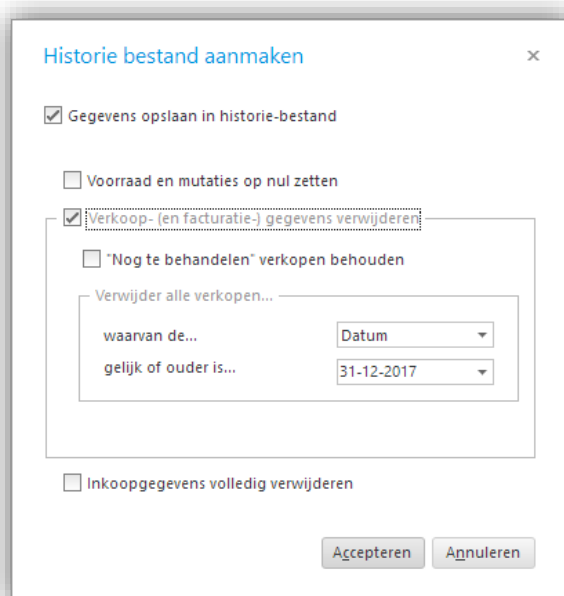 Historie bestand aanmaken
Gegevens opslaan in historie-bestand
Voorraad en mutaties op nul zetten
Verkoop- (en facturatie-) gegevens verwijderen
"Nog te behandelen" verkopen behouden
Verwijder alle verkopen...
waarvan de... Datum
gelijk of ouder is... 31-12-2017
Inkoopgegevens volledig verwijderen
Accepteren Annuleren